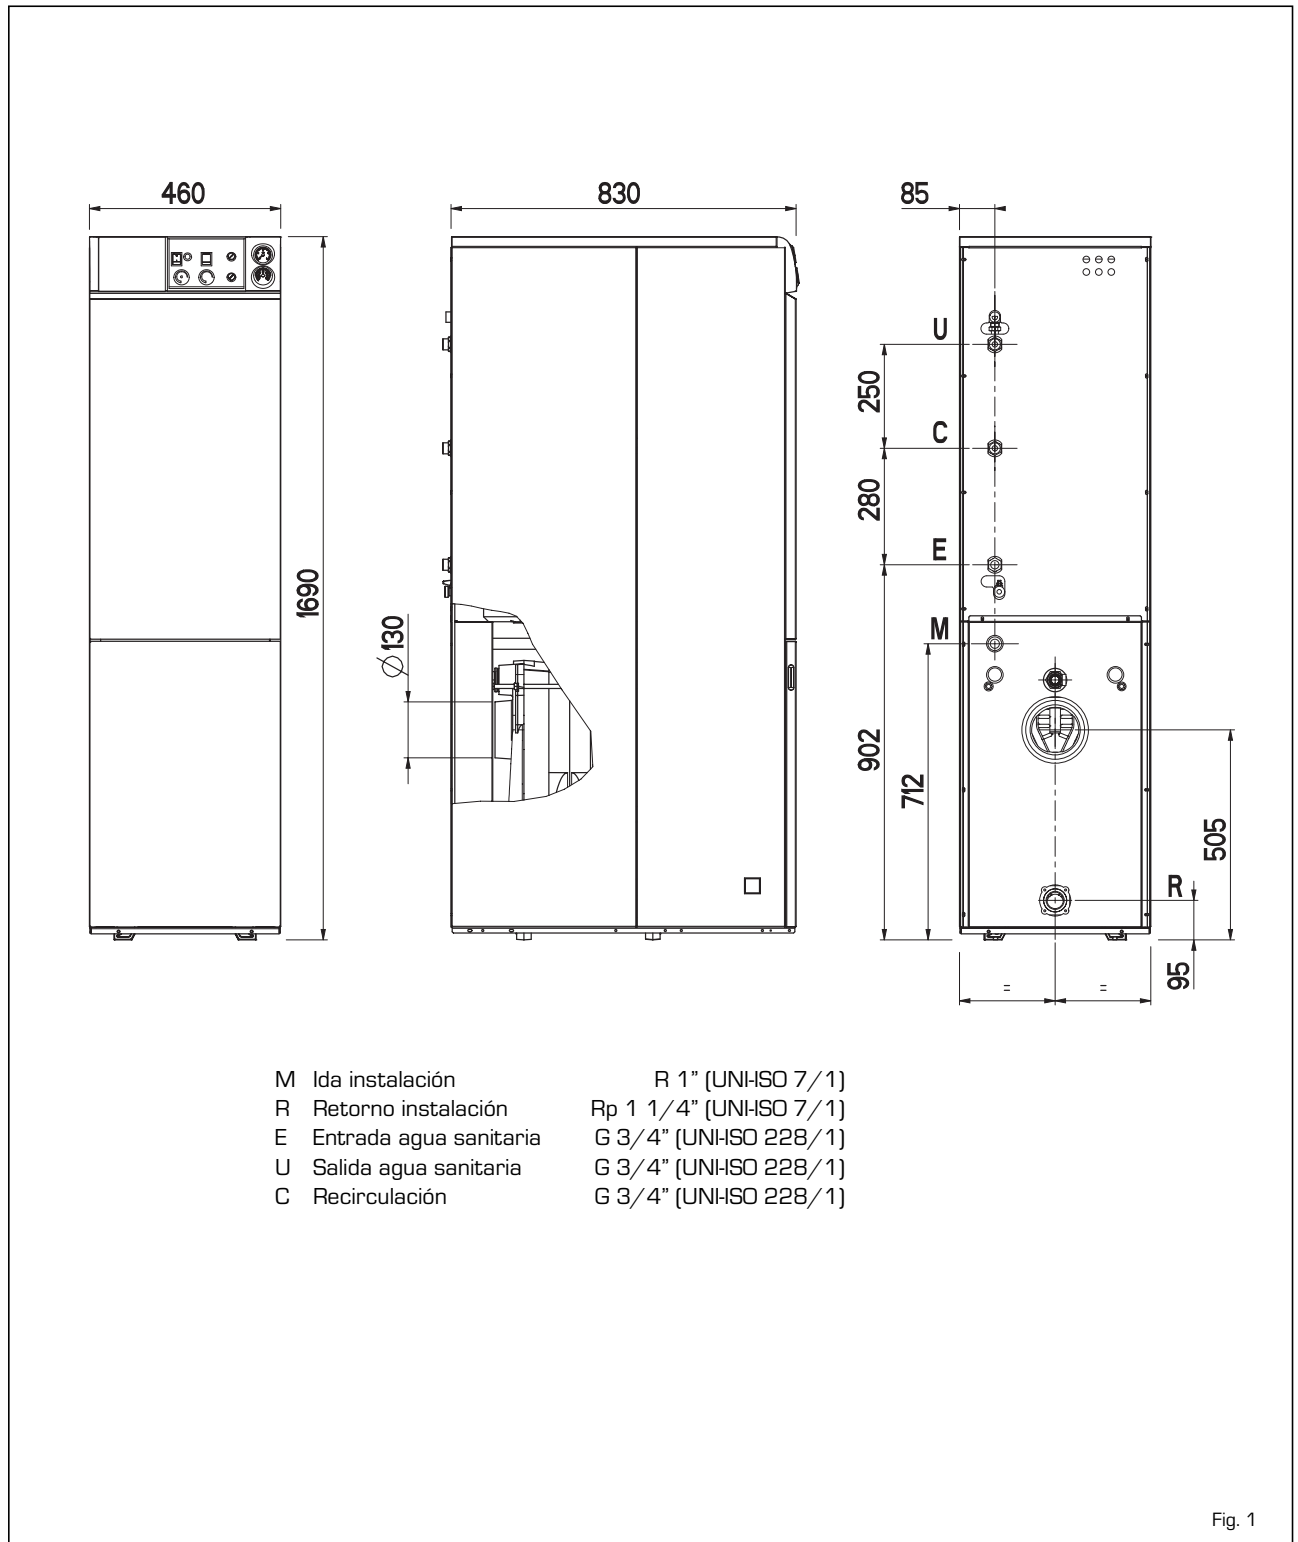 460
830
85
U
250
C
280
E
1690
∅ 130
M
902
712
505
R
95
=
=
M Ida instalación R 1” (UNI-ISO 7/1)
R Retorno instalación Rp 1 1/4” (UNI-ISO 7/1)
E Entrada agua sanitaria G 3/4” (UNI-ISO 228/1)
U Salida agua sanitaria G 3/4” (UNI-ISO 228/1)
C Recirculación G 3/4” (UNI-ISO 228/1)
Fig. 1